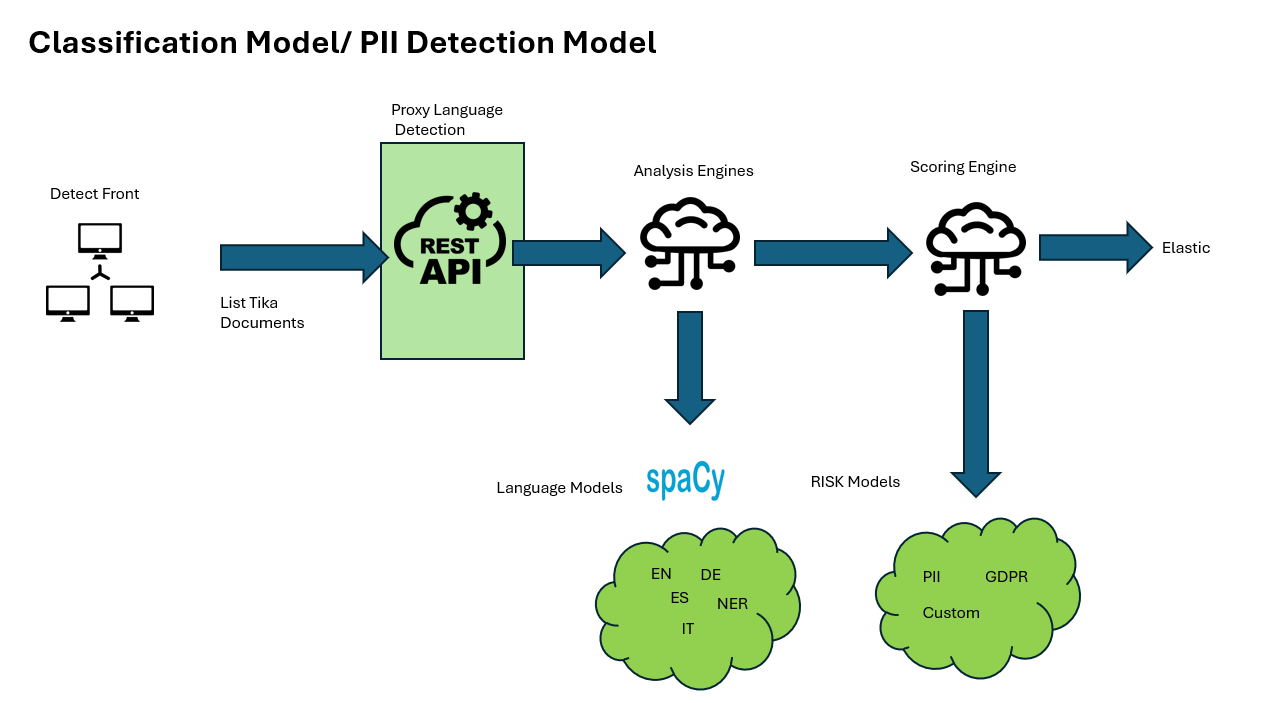 Classification Model/ PII Detection Model
Proxy Language
Detection
Detect Front
REST
API
List Tika
Documents
Analysis Engines
Scoring Engine
Elastic
Language Models
spaCy
RISK Models
EN
DE
ES
NER
IT
PII
GDPR
Custom